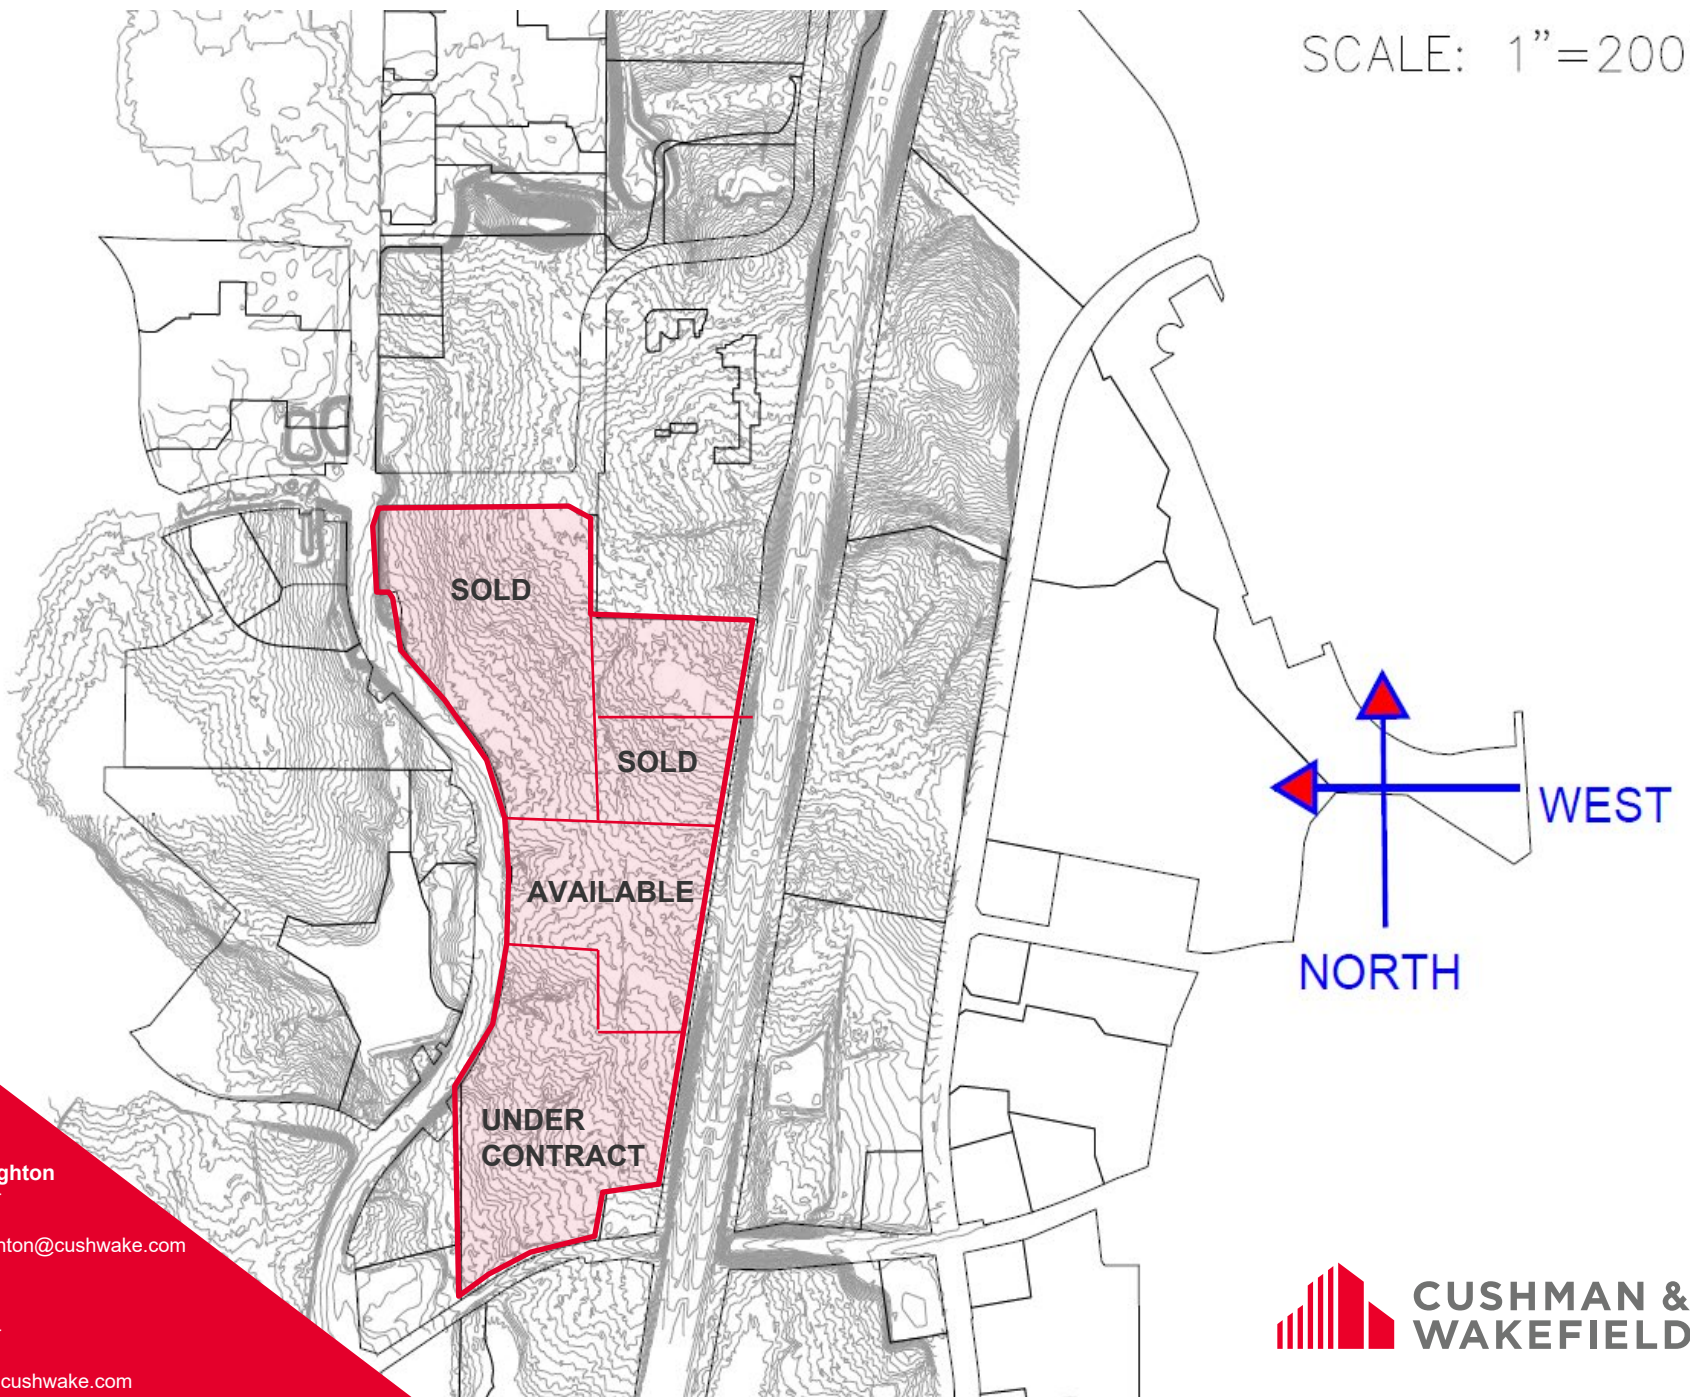 SCALE: 1"=200
SOLD
SOLD
AVAILABLE
WEST
NORTH
UNDER
CONTRACT
ghton
nton@cushwake.com
cushwake.com
CUSHMAN &
WAKEFIELD